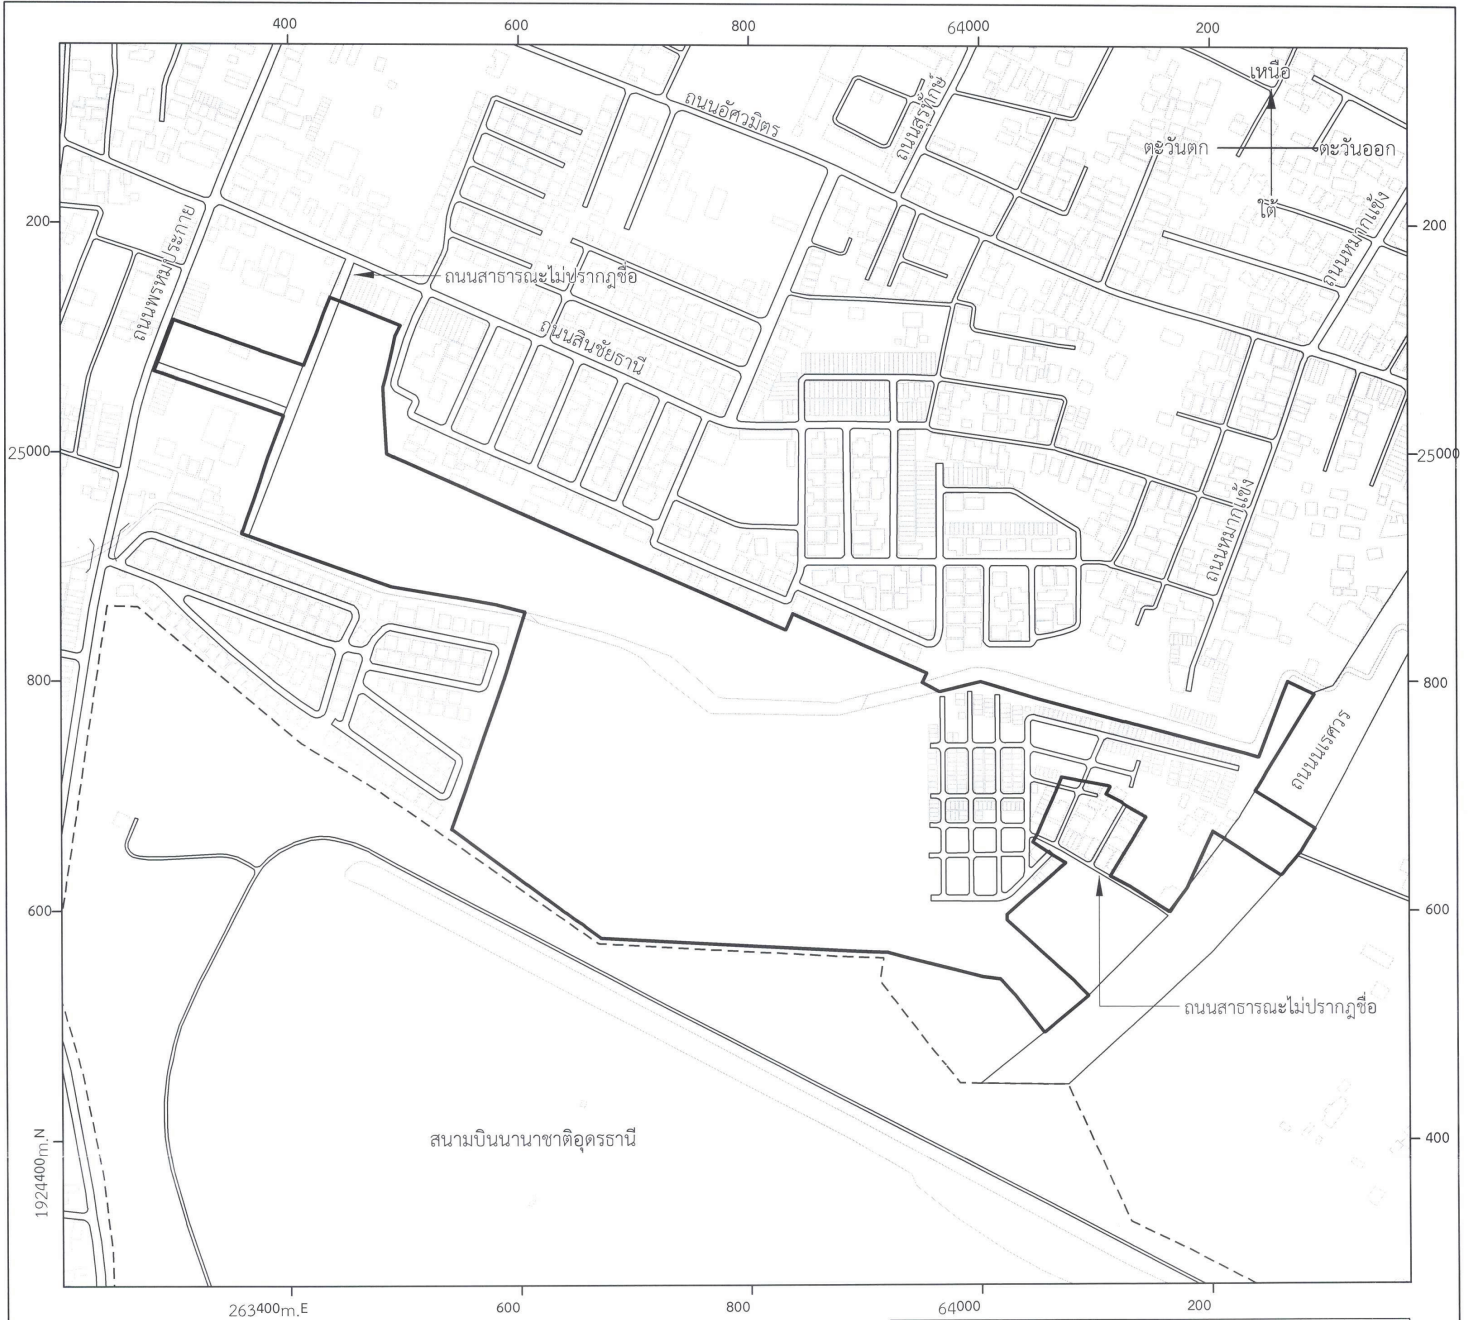 400 600 800 64000 200
เหนือ
ถนนอัศวมิตร
ถนนสุรทุกข์
ตะวันตก
ตะวันออก
ใต้
200
200
ถนนพรหมประกาย
ถนนหมากแข้ง
ถนนสาธารณะไม่ปรากฏชื่อ
ถนนสินชัยธานี
25000
25000
ถนนหมากแข้ง
800
800
ถนนนเรศวร
600
600
ถนนสาธารณะไม่ปรากฏชื่อ
สนามบินนานาชาติอุดรธานี
400
1924400m.N
263400m.E 600 800 64000 200